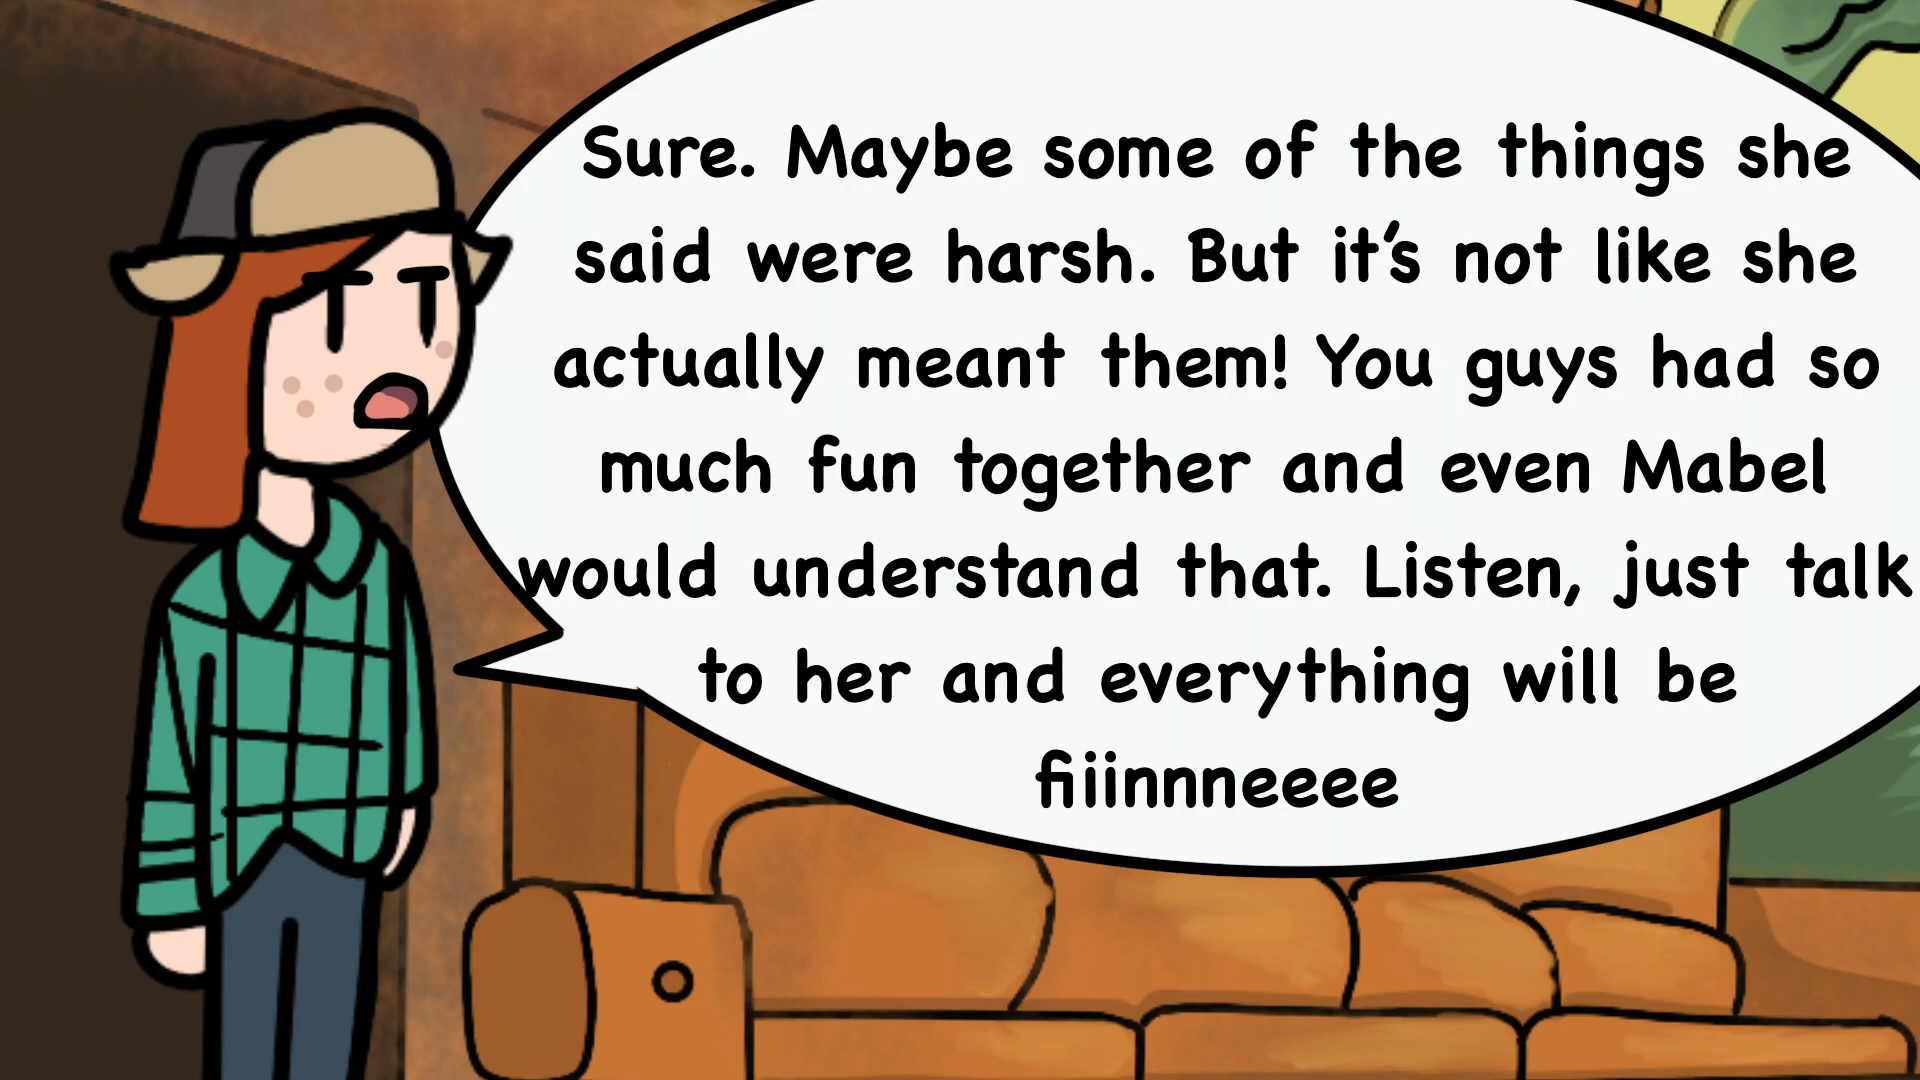 Sure. Maybe some of the things she
said were harsh. But it's not like she
actually meant them! You guys had so
much fun together and even Mabel
would understand that. Listen, just talk
to her and everything will be
fiiinnneeee